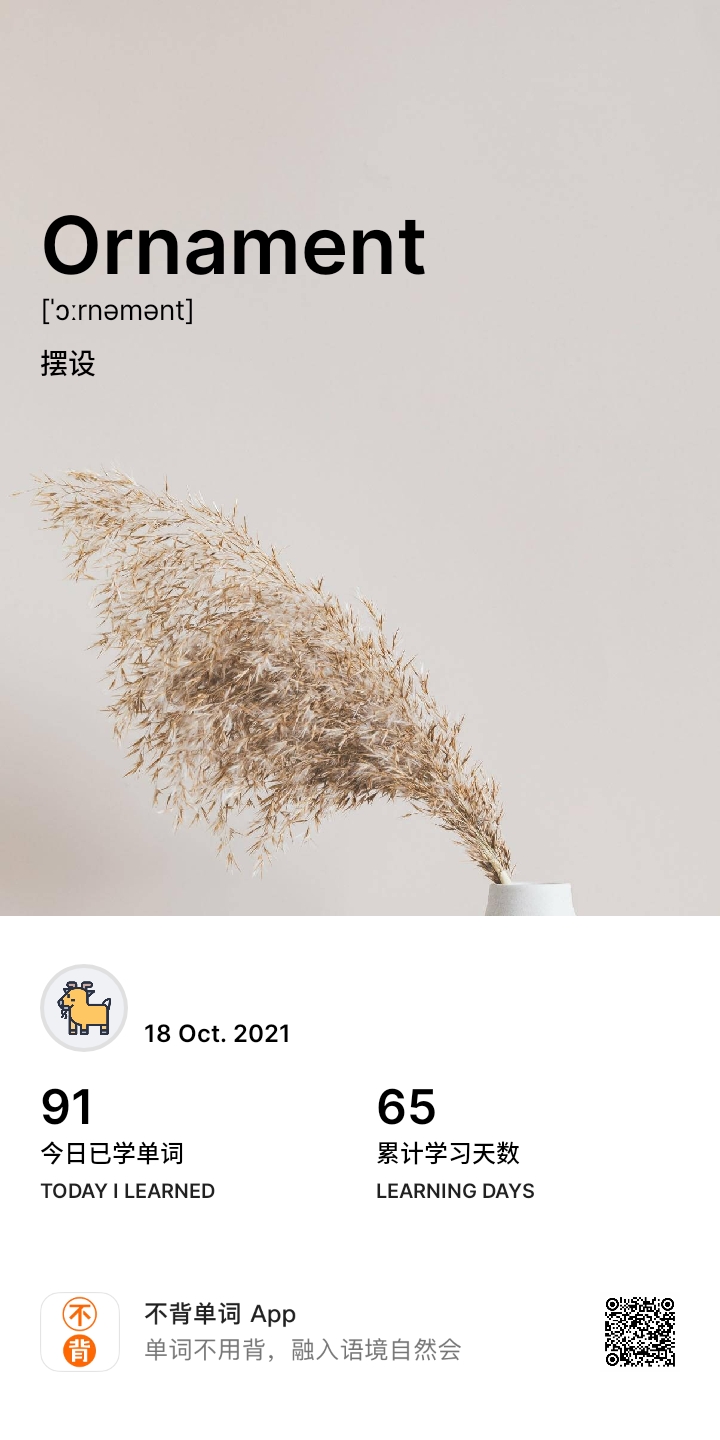 Ornament
[ˈɔːrnəmənt]
摆设
18 Oct. 2021
91
今日已学单词
TODAY I LEARNED
65
累计学习天数
LEARNING DAYS
不
背
不背单词 App
单词不用背，融入语境自然会